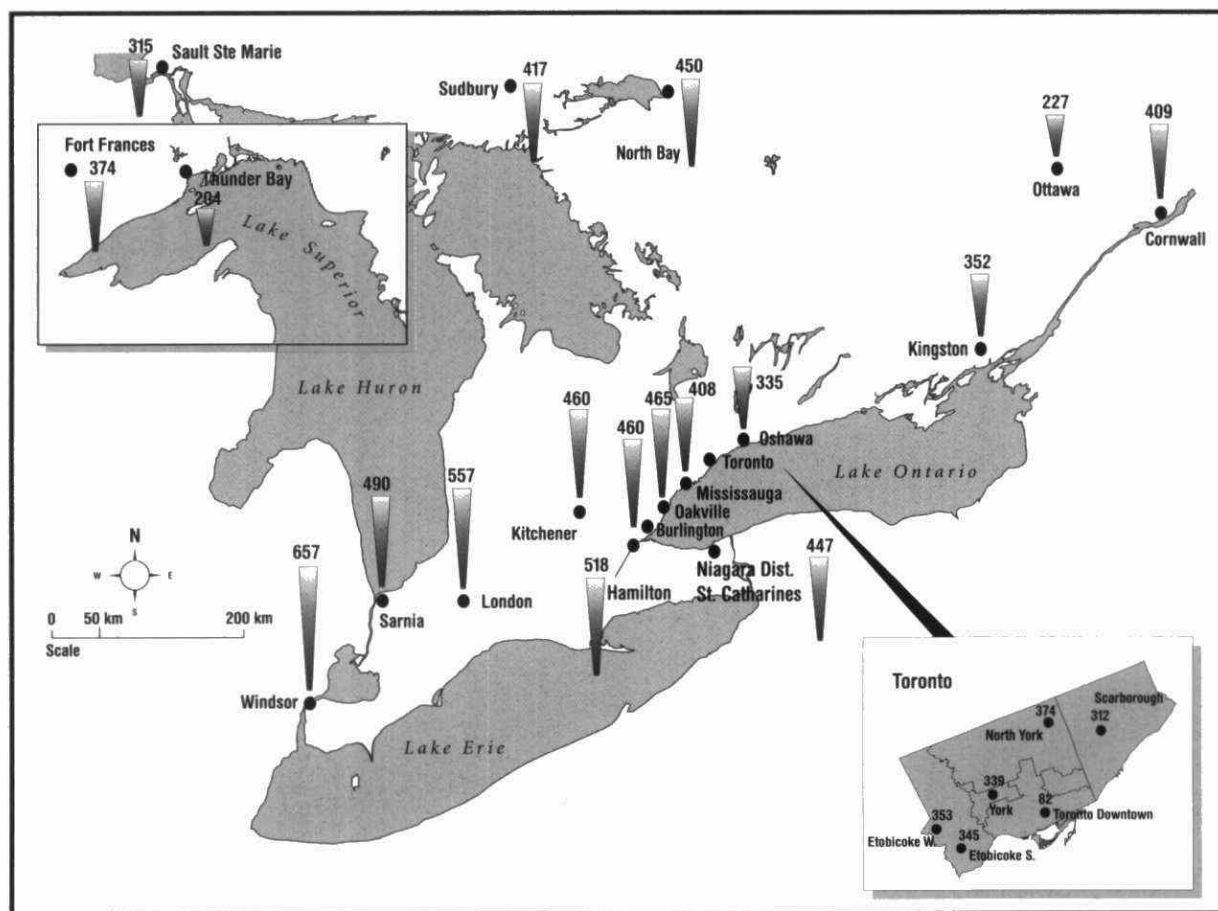 315
Sault Ste Marie
Sudbury
417
450
North Bay
227
Ottawa
409
Cornwall
Fort Frances
374
Thunder Bay
204
Lake Superior
352
Kingston
Lake Huron
460
Kitchener
460
465
408
335
Oshawa
Toronto
Mississauga
Oakville
Burlington
Hamilton
Lake Ontario
Niagara Dist.
St. Catharines
447
490
Sarnia
557
London
518
657
Windsor
Lake Erie
N
W
E
S
0 50 km 200 km
Scale
Toronto
Scarborough
312
374
North York
339
York
82
Toronto Downtown
353
Etobicoke W.
345
Etobicoke S.